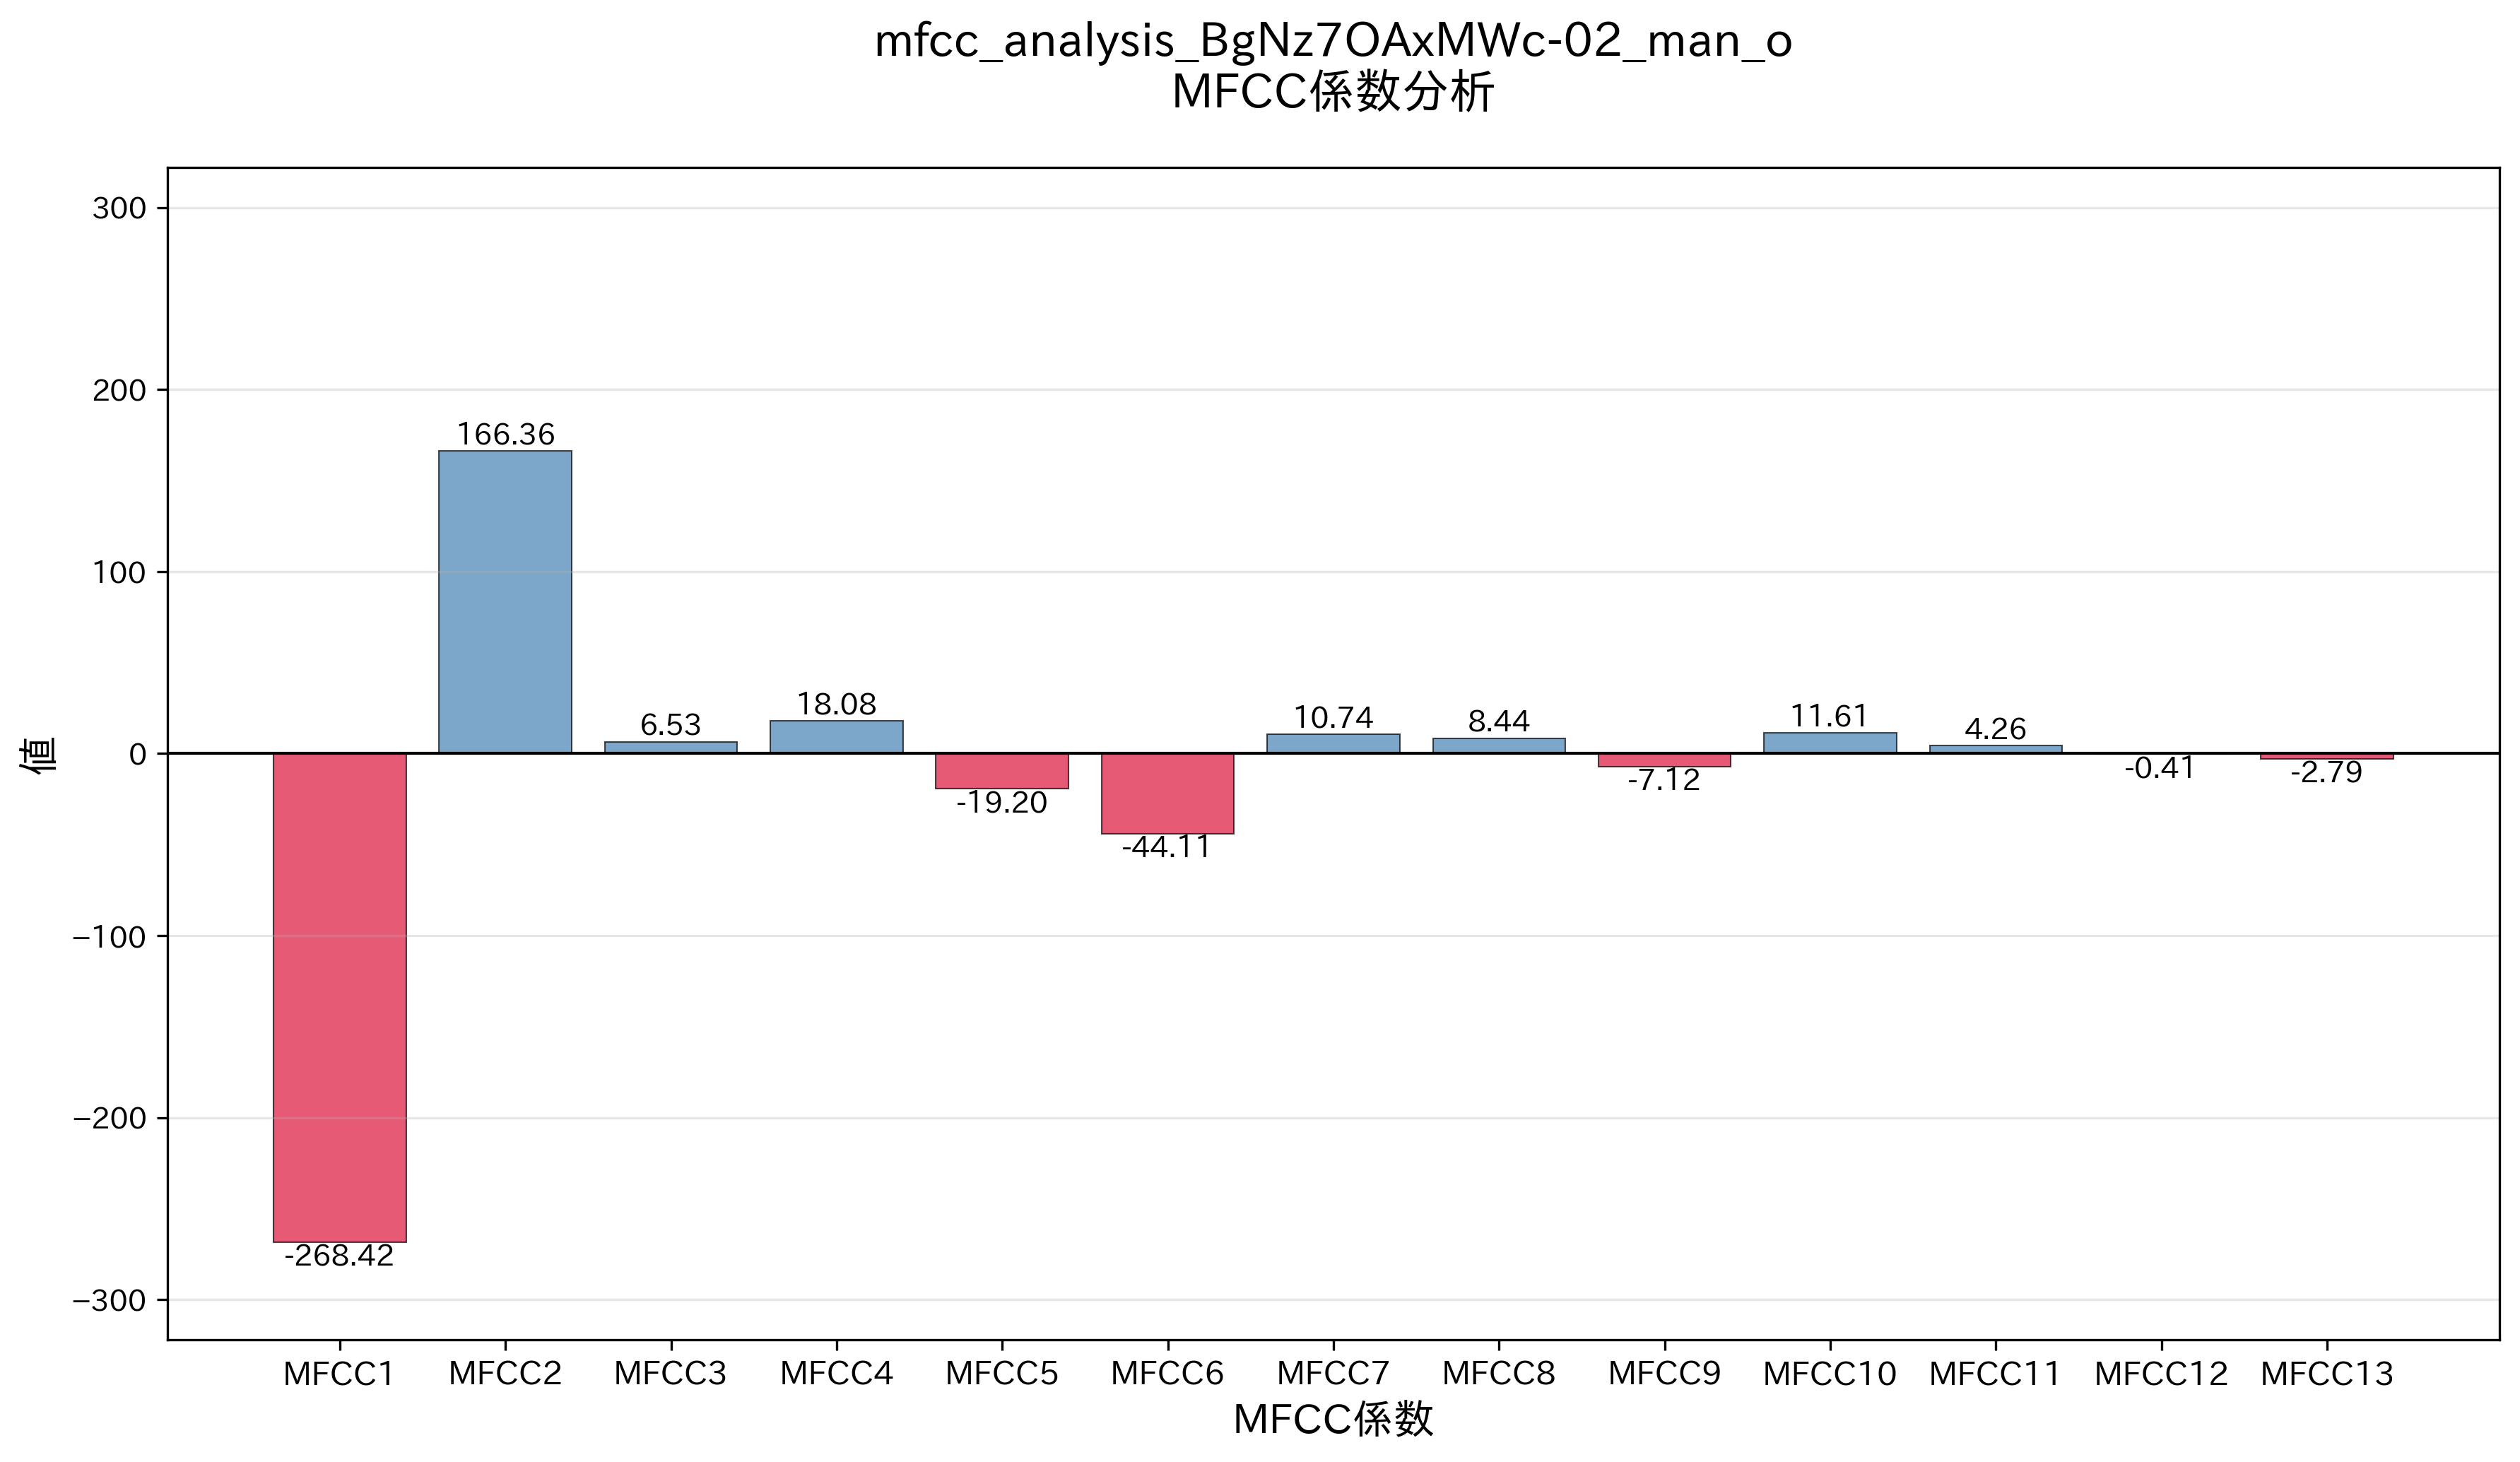 mfcc_analysis_BgNz7OAxMWc-02_man_o
MFCC係数分析
値
300
200
100
0
−100
−200
−300
-268.42
166.36
6.53
18.08
-19.20
-44.11
10.74
8.44
-7.12
11.61
4.26
-0.41
-2.79
MFCC1
MFCC2
MFCC3
MFCC4
MFCC5
MFCC6
MFCC7
MFCC8
MFCC9
MFCC10
MFCC11
MFCC12
MFCC13
MFCC係数